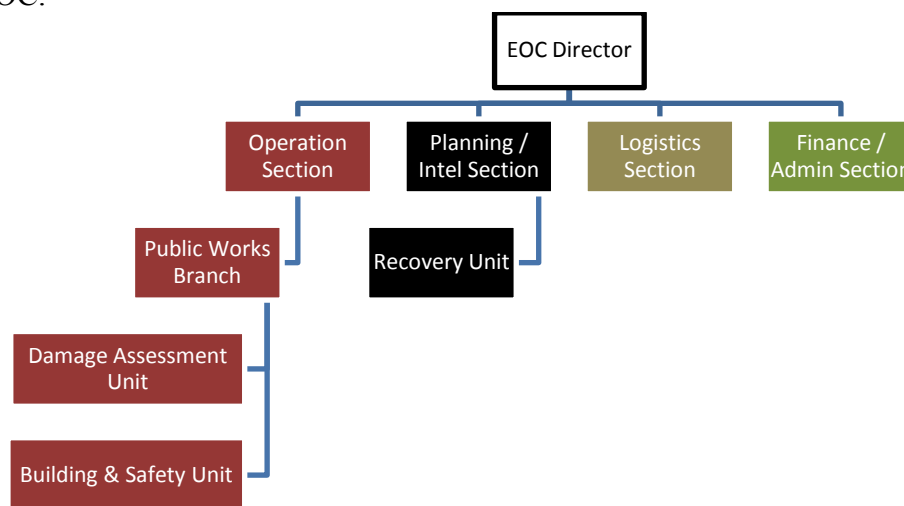 OC.
EOC Director
Operation
Section
Planning /
Intel Section
Logistics
Section
Finance /
Admin Section
Public Works
Branch
Recovery Unit
Damage Assessment
Unit
Building & Safety Unit